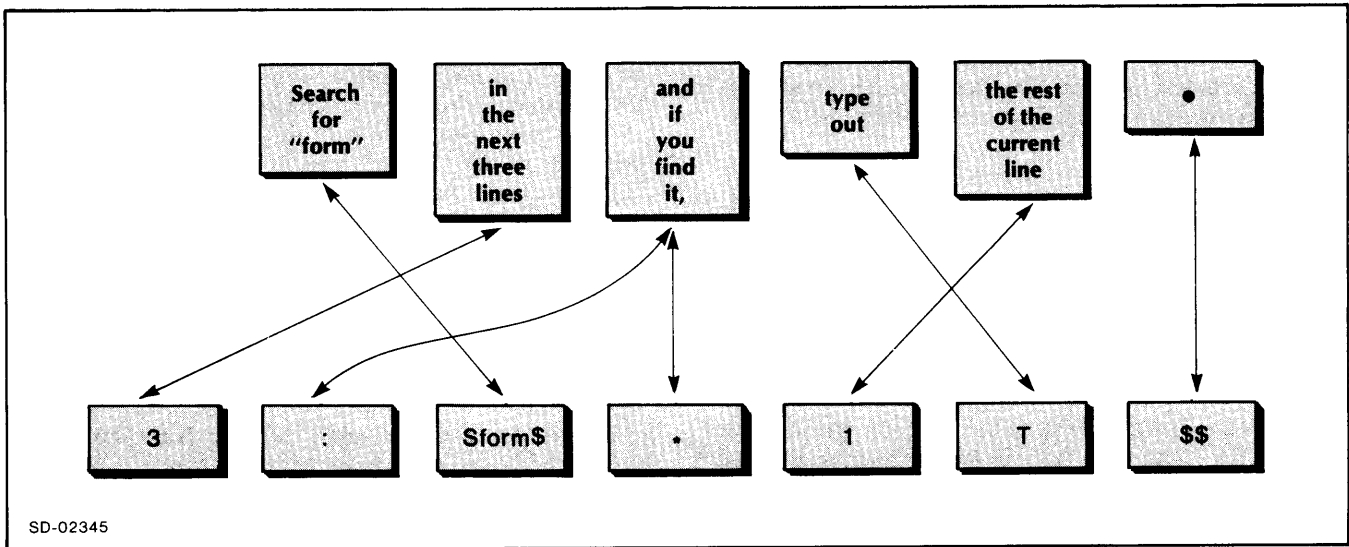 Search
for
"form"
in
the
next
three
lines
and
if
you
find
it,
type
out
the rest
of the
current
line
●
3
:
Sform$
*
1
T
$$
SD-02345